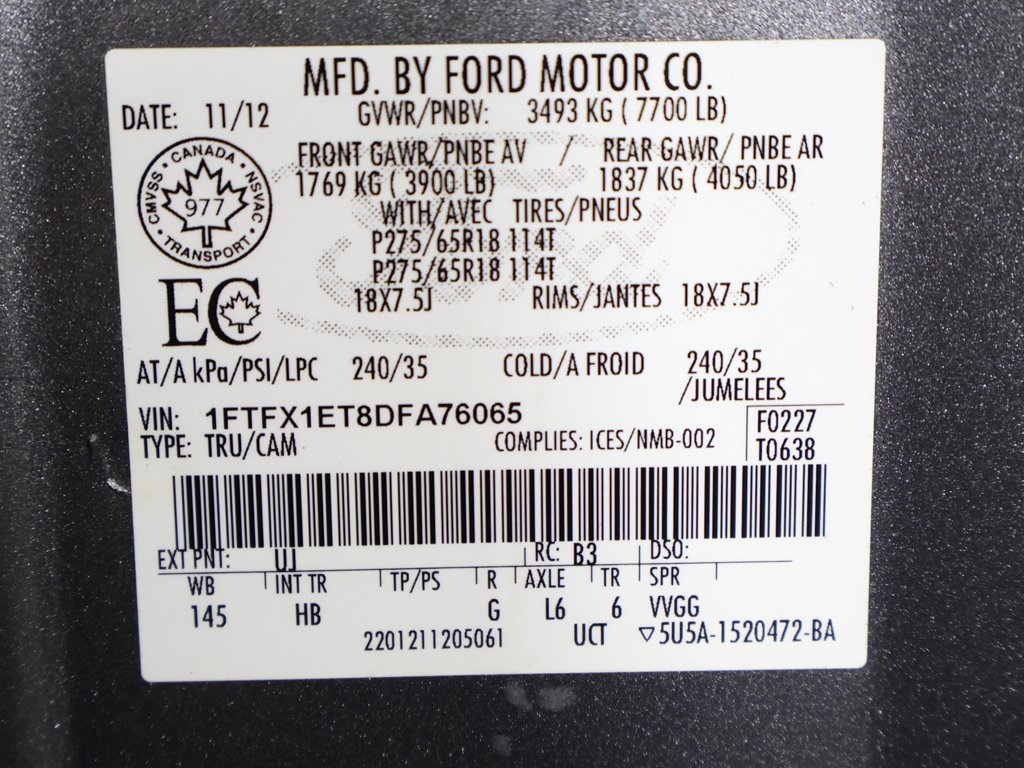 MFD. BY FORD MOTOR CO.
DATE: 11/12 GVWR/PNBV: 3493 KG ( 7700 LB)
FRONT GAWR/PNBE AV / REAR GAWR/ PNBE AR
1769 KG ( 3900 LB) 1837 KG ( 4050 LB)
WITH/AVEC TIRES/PNEUS
P275/65R18 114T
P275/65R18 114T
18X7.5J RIMS/JANTES 18X7.5J
CANADA
CMVSS • NSVAC
977
TRANSPORT
EC
AT/A kPa/PSI/LPC 240/35 COLD/A FROID 240/35
/JUMELEES
VIN: 1FTFX1ET8DFA76065 F0227
TYPE: TRU/CAM COMPLIES: ICES/NMB-002 T0638
EXT PNT: UJ RC: B3 DSO:
WB INT TR TP/PS R AXLE TR SPR
145 HB G L6 6 VVGG
2201211205061 UCT ▽5U5A-1520472-BA